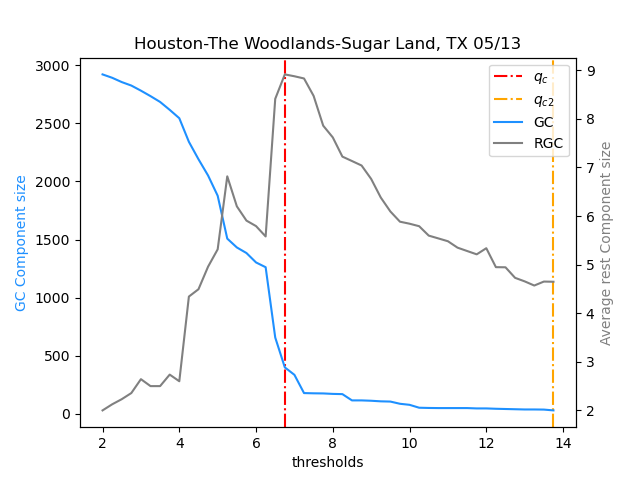 Houston-The Woodlands-Sugar Land, TX 05/13
GC Component size
3000
2500
2000
1500
1000
500
0
2 4 6 8 10 12 14
thresholds
9
8
7
6
5
4
3
2
Average rest Component size
q_c
q_c2
GC
RGC